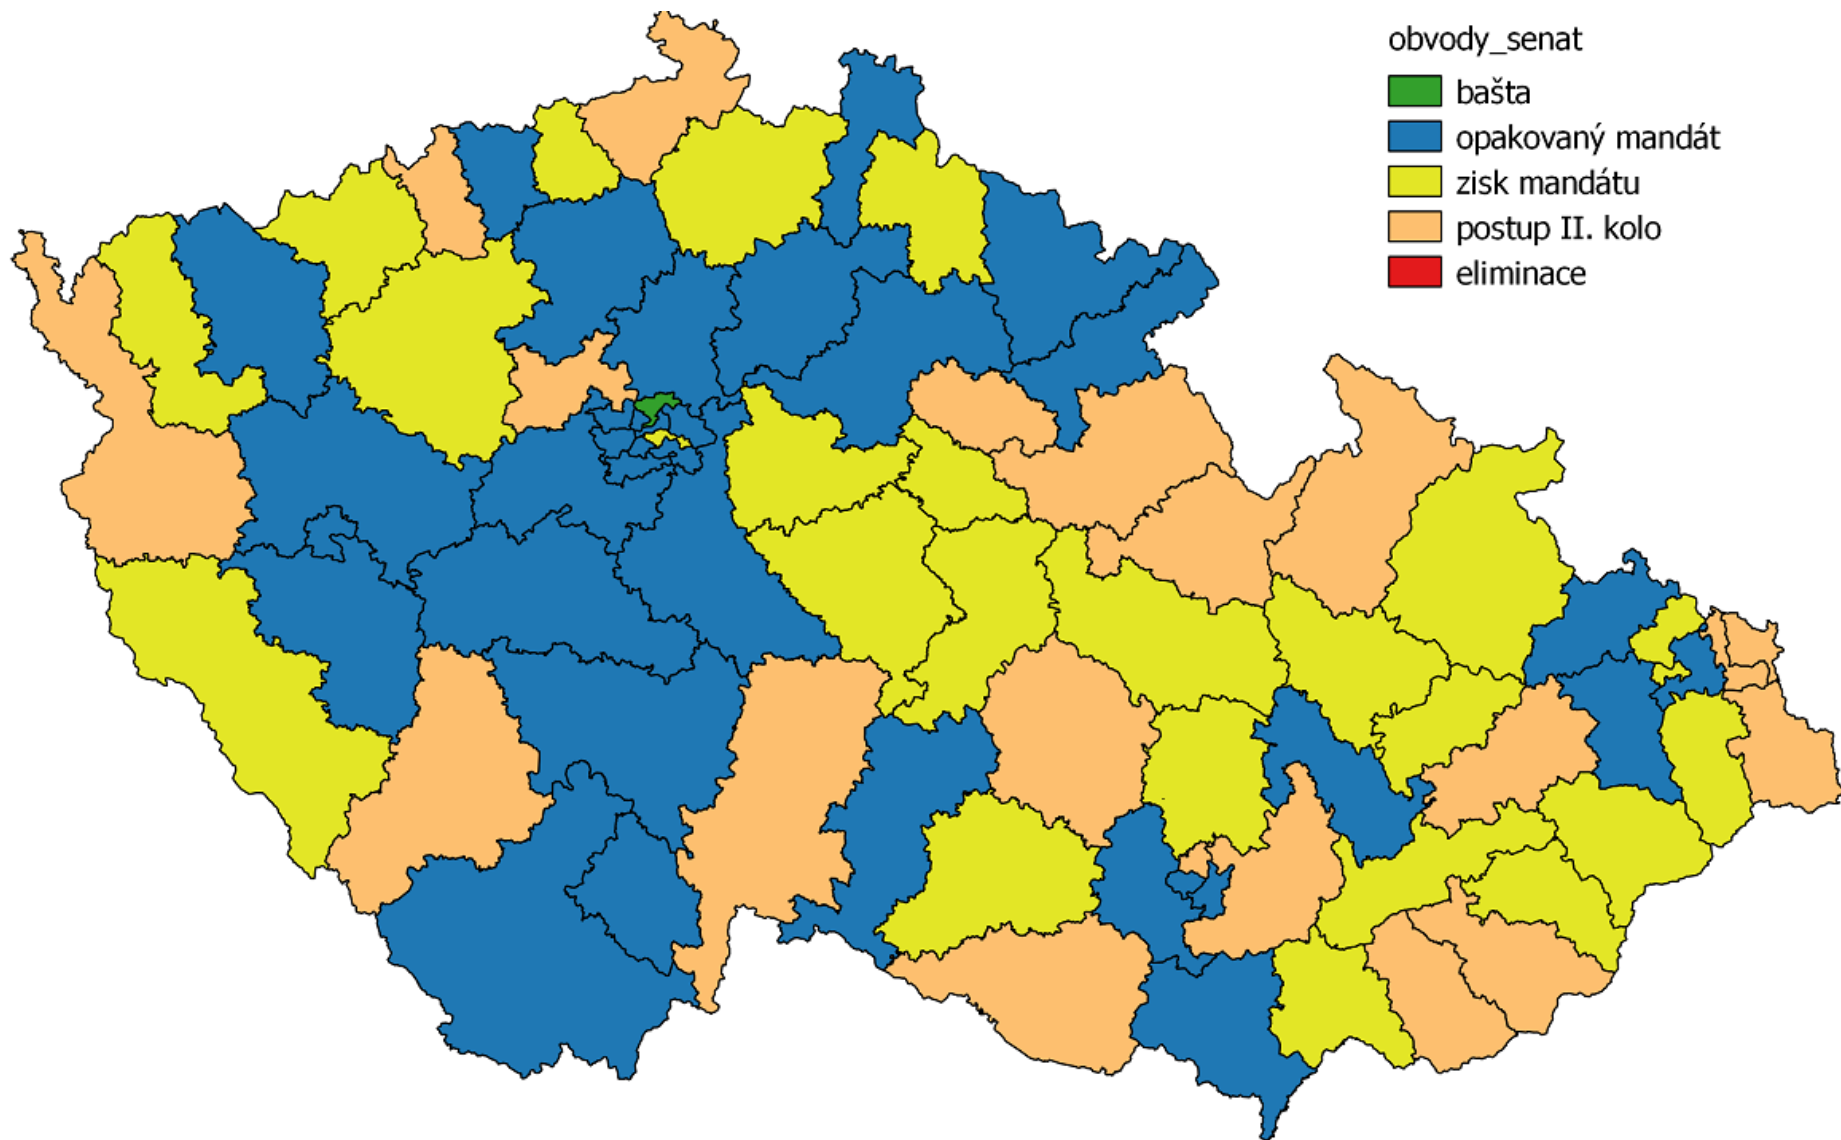 obvody_senat
bašta
opakovaný mandát
zisk mandátu
postup II. kolo
eliminace